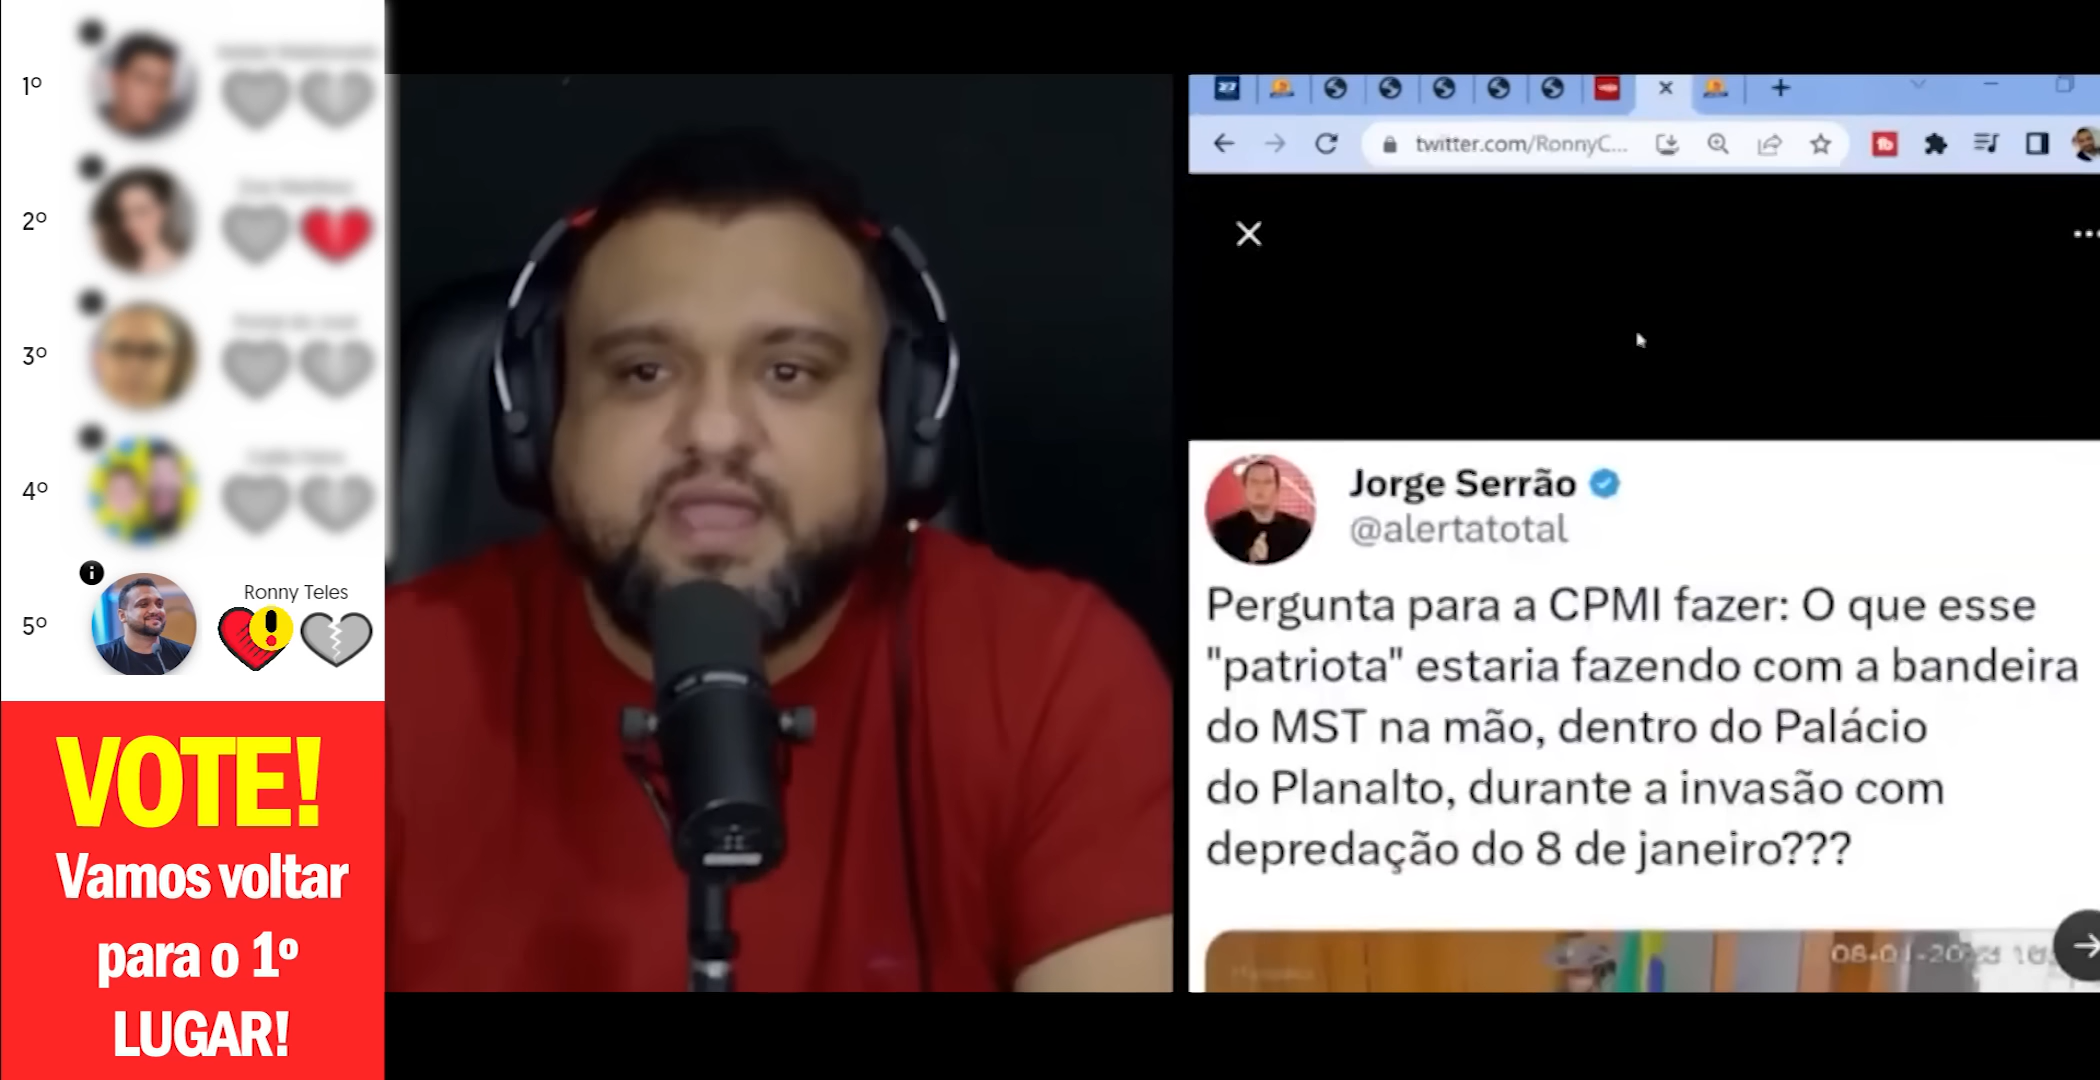 1º
2º
3º
4º
5º
Ronny Teles
VOTE!
Vamos voltar
para o 1º
LUGAR!
twitter.com/RonnyC...
Jorge Serrão
@alertatotal
Pergunta para a CPMI fazer: O que esse
"patriota" estaria fazendo com a bandeira
do MST na mão, dentro do Palácio
do Planalto, durante a invasão com
depredação do 8 de janeiro???